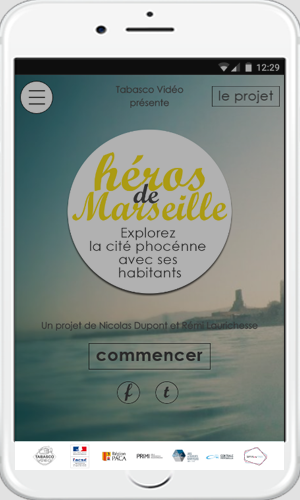 12:29
Tabasco Vidéo
présente
le projet
héros
de
Marseille
Explorez
la cité phocénne
avec ses
habitants
Un projet de Nicolas Dupont et Rémi Laurichesse
commencer
f t
TABASCO
Région
PACA
PRIMI